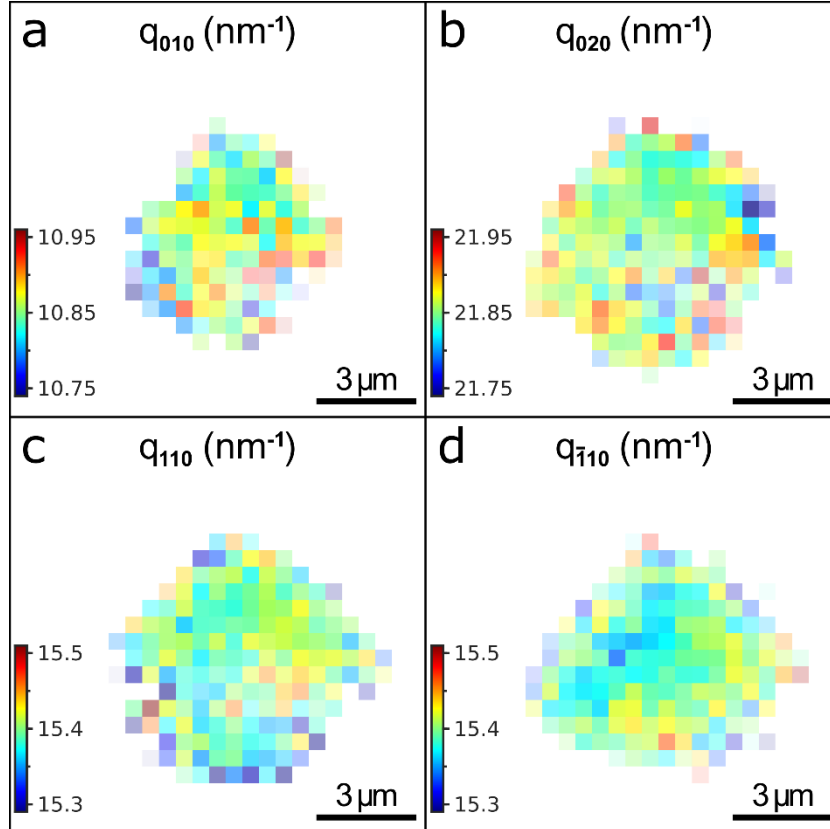 a
q₀₁₀ (nm⁻¹)
10.95
10.85
10.75
3 μm
b
q₀₂₀ (nm⁻¹)
21.95
21.85
21.75
3 μm
c
q₁₁₀ (nm⁻¹)
15.5
15.4
15.3
3 μm
d
q₁̄₁₀ (nm⁻¹)
15.5
15.4
15.3
3 μm